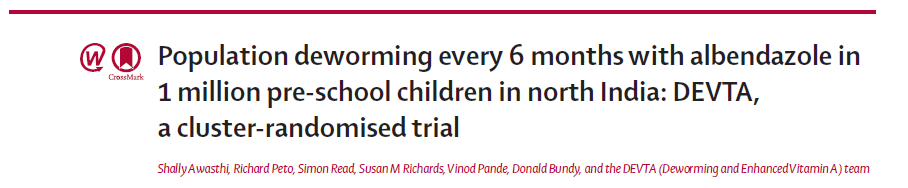 W
CrossMark
Population deworming every 6 months with albendazole in
1 million pre-school children in north India: DEVTA,
a cluster-randomised trial
Shally Awasthi, Richard Peto, Simon Read, Susan M Richards, Vinod Pande, Donald Bundy, and the DEVTA (Deworming and Enhanced Vitamin A) team